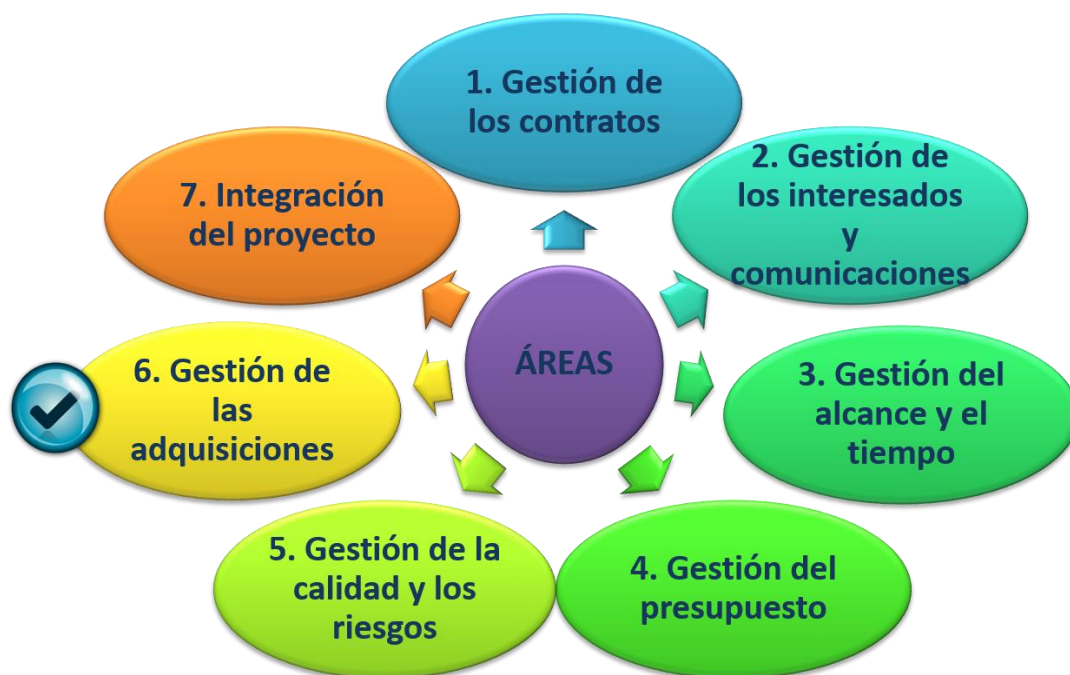 1. Gestión de
los contratos
2. Gestión de
los interesados
y
comunicaciones
3. Gestión del
alcance y el
tiempo
4. Gestión del
presupuesto
5. Gestión de la
calidad y los
riesgos
6. Gestión de
las
adquisiciones
7. Integración
del proyecto
ÁREAS